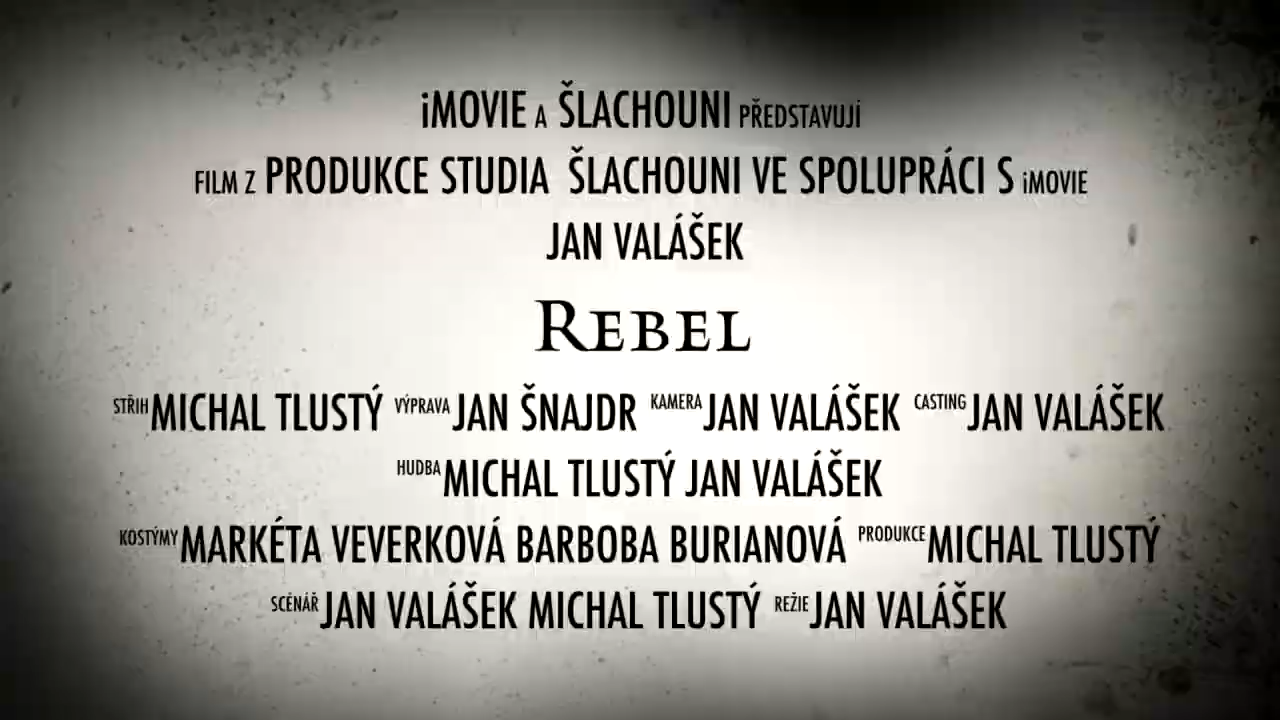 iMOVIE A ŠLACHOUNI PŘEDSTAVUJÍ
FILM Z PRODUKCE STUDIA ŠLACHOUNI VE SPOLUPRÁCI S iMOVIE
JAN VALÁŠEK
REBEL
STŘIH MICHAL TLUSTÝ VÝPRAVA JAN ŠNAJDR KAMERA JAN VALÁŠEK CASTING JAN VALÁŠEK
HUDBA MICHAL TLUSTÝ JAN VALÁŠEK
KOSTÝMY MARKÉTA VEVERKOVÁ BARBOBA BURIANOVÁ PRODUKCE MICHAL TLUSTÝ
SCÉNÁŘ JAN VALÁŠEK MICHAL TLUSTÝ REŽIE JAN VALÁŠEK